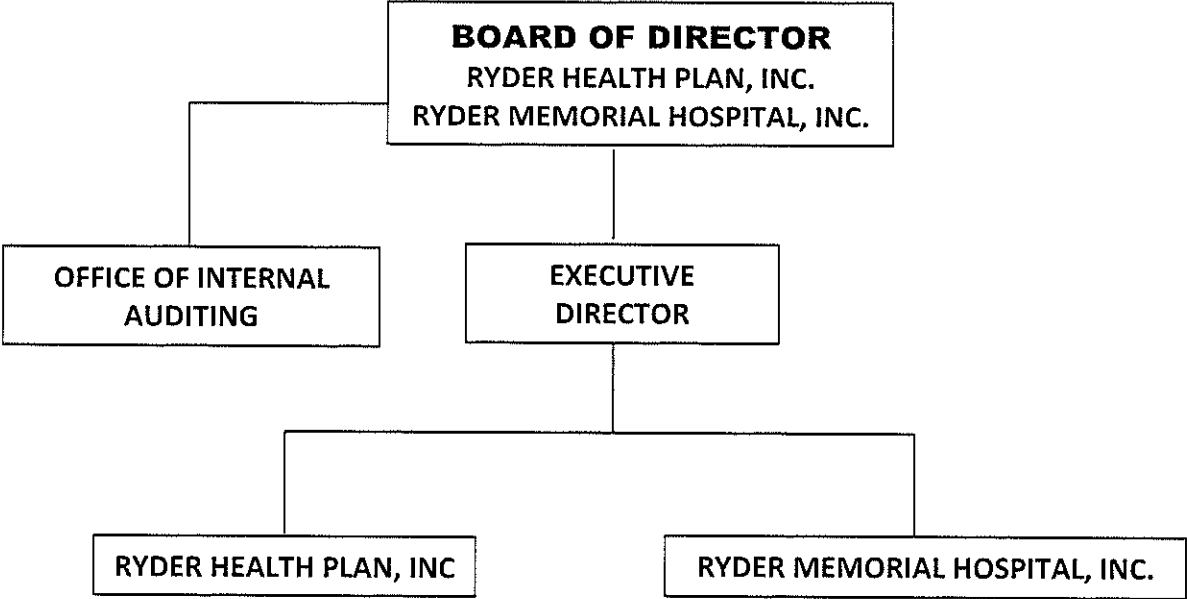 BOARD OF DIRECTOR
RYDER HEALTH PLAN, INC.
RYDER MEMORIAL HOSPITAL, INC.
OFFICE OF INTERNAL
AUDITING
EXECUTIVE
DIRECTOR
RYDER HEALTH PLAN, INC
RYDER MEMORIAL HOSPITAL, INC.